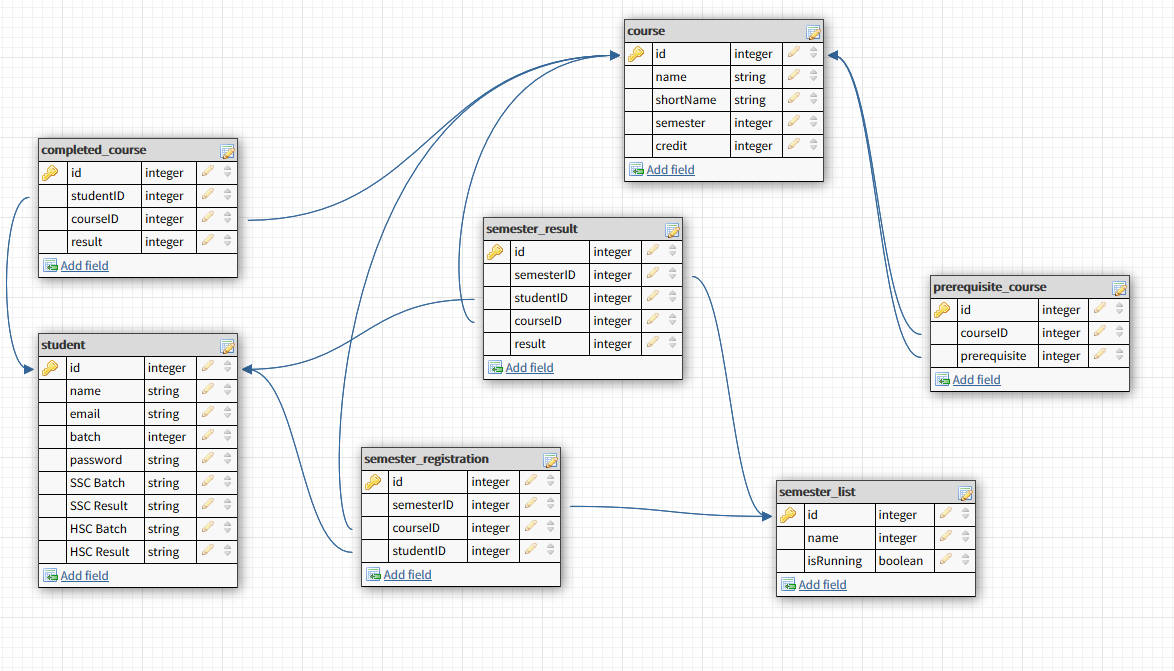 course
id integer
name string
shortName string
semester integer
credit integer
Add field
completed_course
id integer
studentID integer
courseID integer
result integer
Add field
semester_result
id integer
semesterID integer
studentID integer
courseID integer
result integer
Add field
prerequisite_course
id integer
courseID integer
prerequisite integer
Add field
student
id integer
name string
email string
batch integer
password string
SSC Batch string
SSC Result string
HSC Batch string
HSC Result string
Add field
semester_registration
id integer
semesterID integer
courseID integer
studentID integer
Add field
semester_list
id integer
name integer
isRunning boolean
Add field